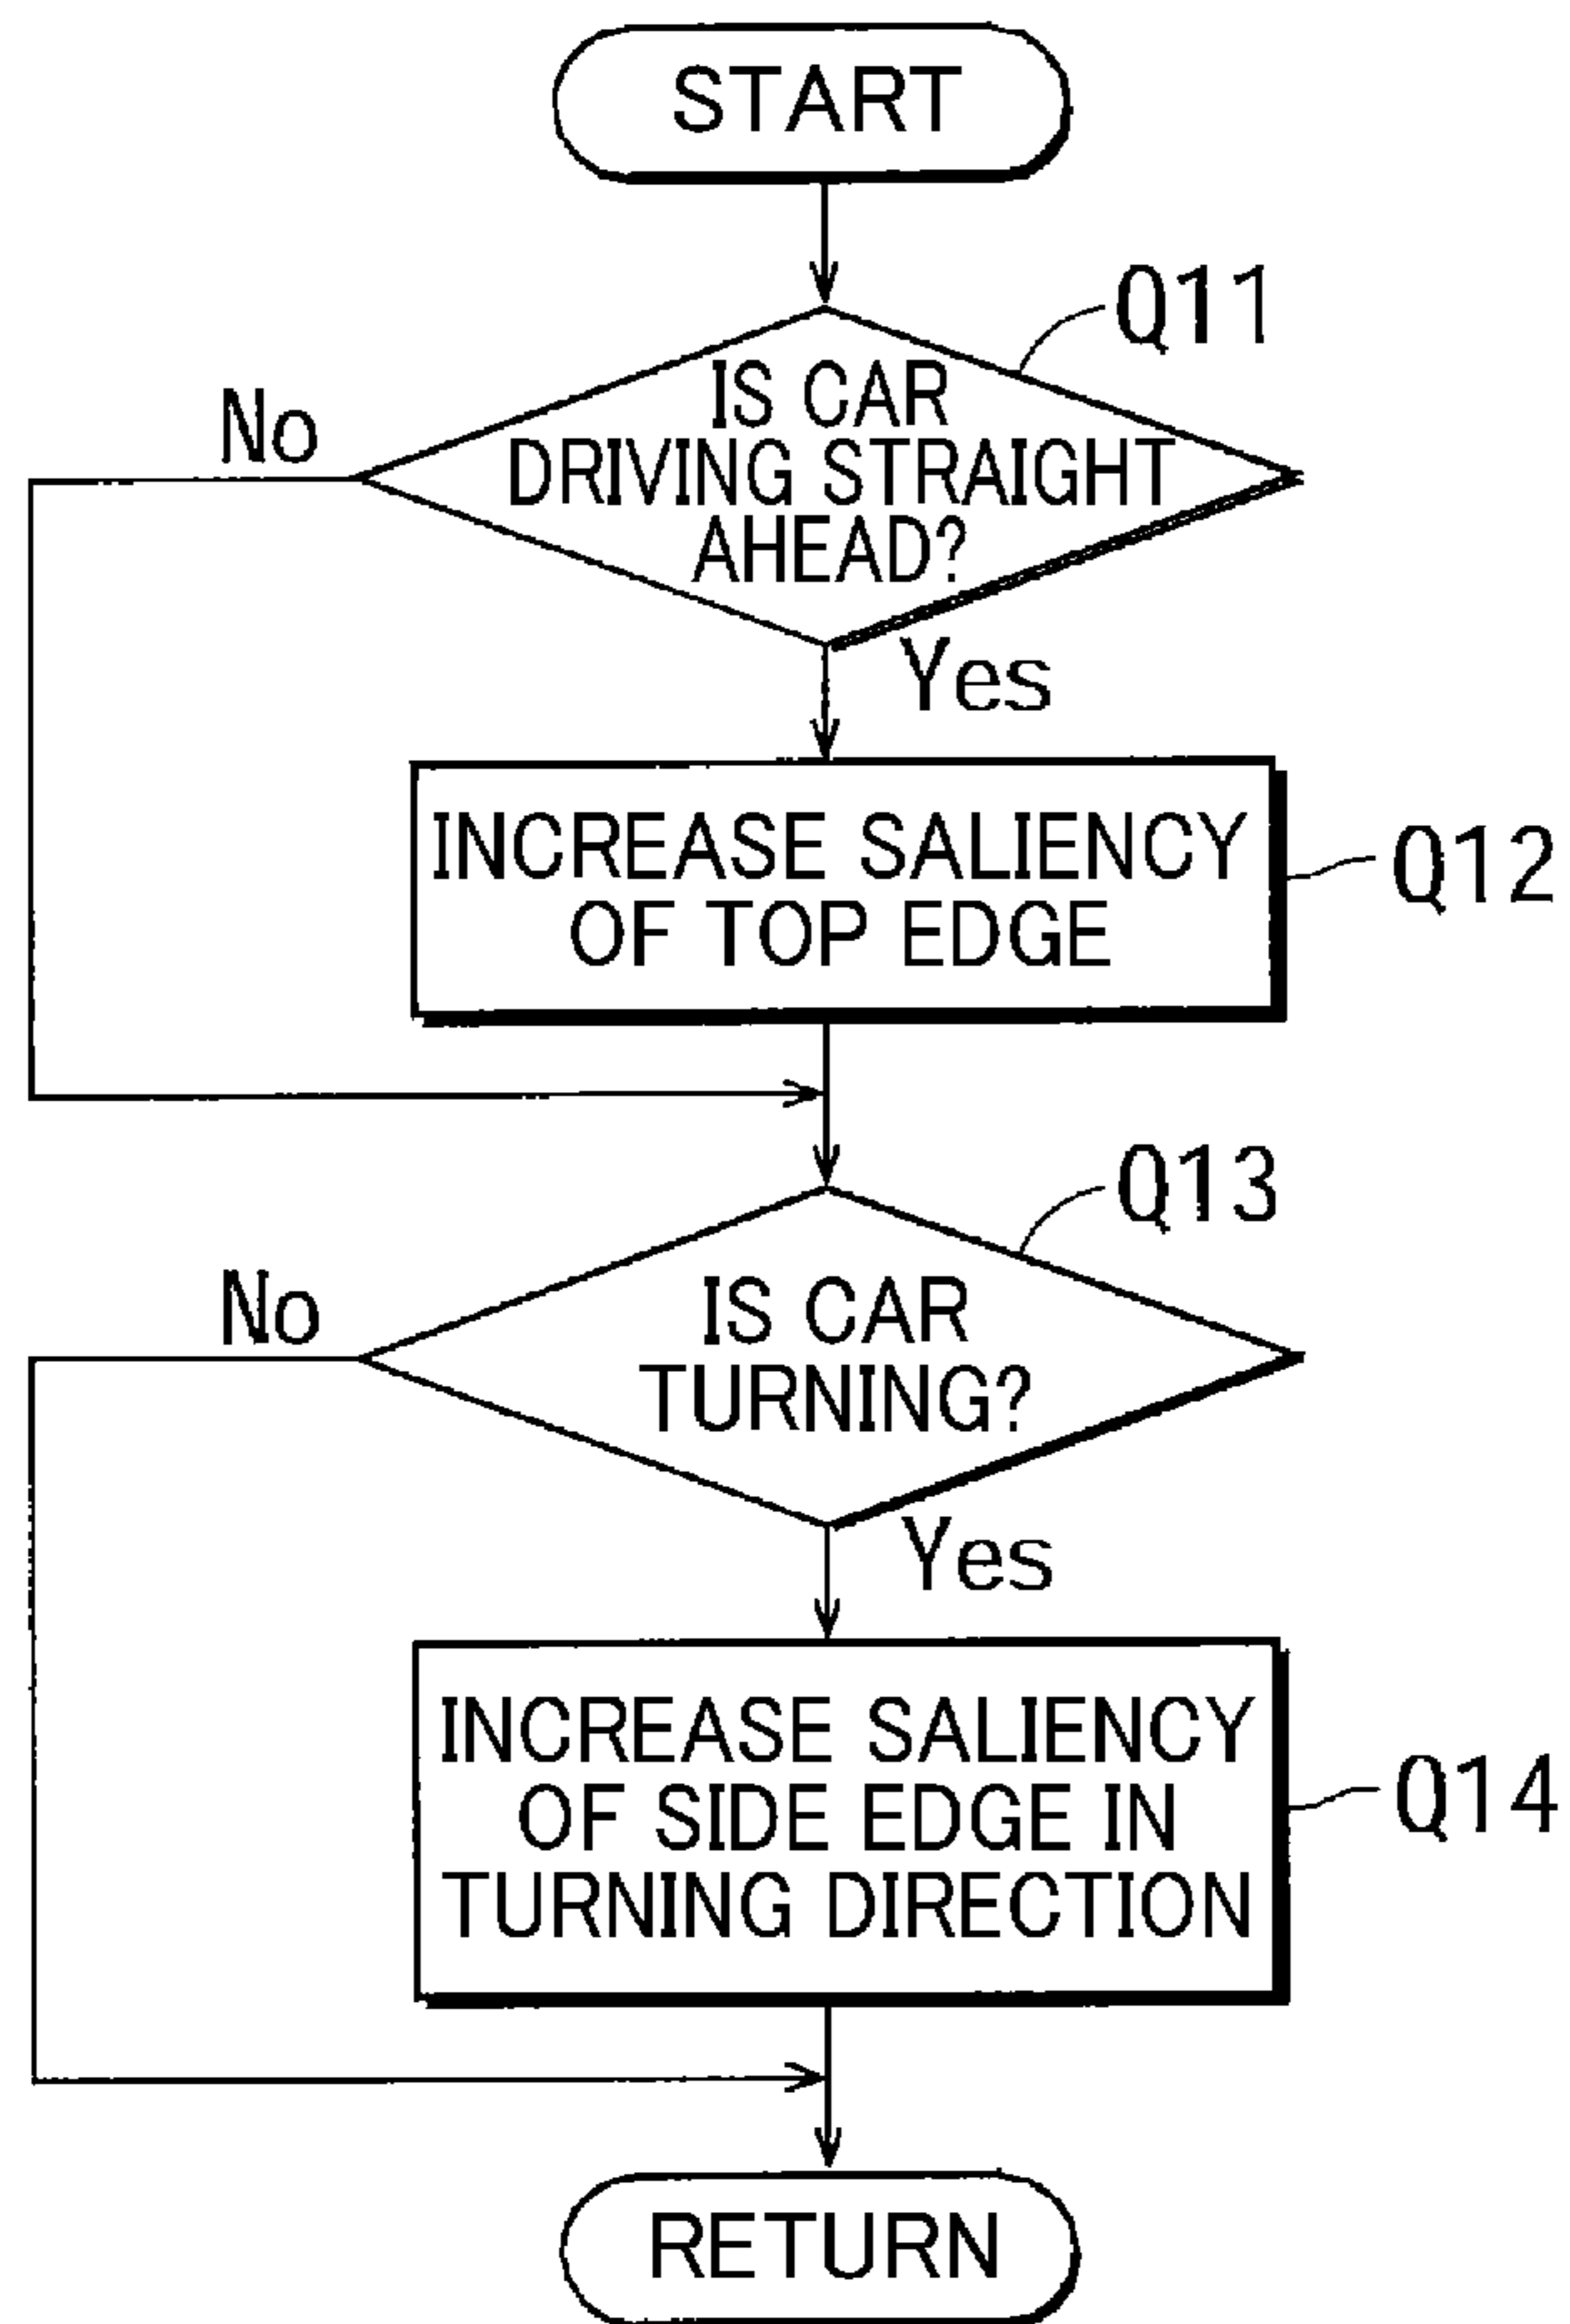 START
Q11
No
IS CAR
DRIVING STRAIGHT
AHEAD?
Yes
INCREASE SALIENCY
OF TOP EDGE
Q12
Q13
No
IS CAR
TURNING?
Yes
INCREASE SALIENCY
OF SIDE EDGE IN
TURNING DIRECTION
Q14
RETURN